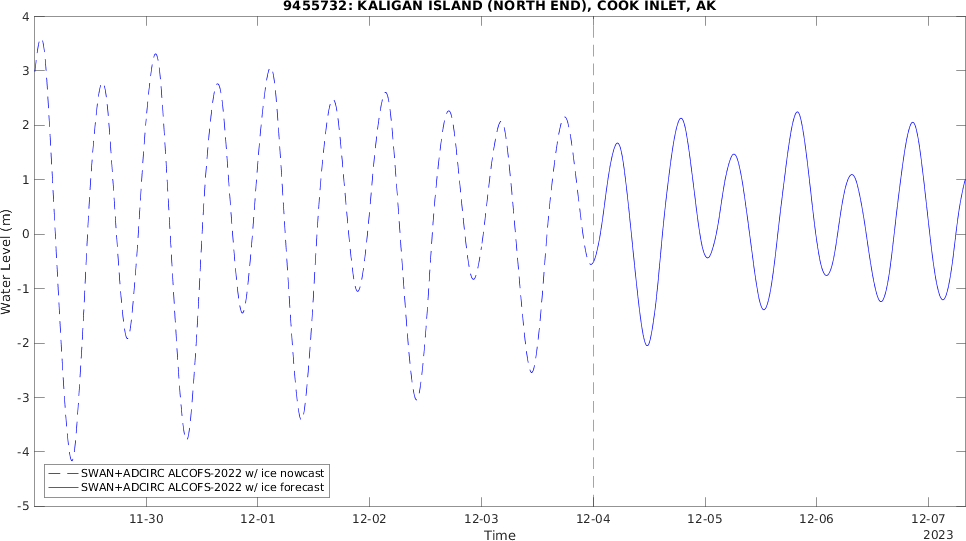 9455732: KALIGAN ISLAND (NORTH END), COOK INLET, AK
4
3
2
1
0
-1
-2
-3
-4
-5
Water Level (m)
SWAN+ADCIRC ALCOFS-2022 w/ ice nowcast
SWAN+ADCIRC ALCOFS-2022 w/ ice forecast
11-30 12-01 12-02 12-03 12-04 12-05 12-06 12-07
Time 2023